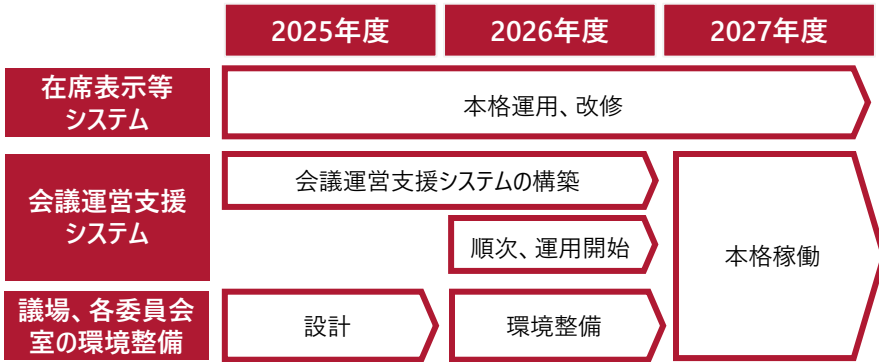 2025年度
2026年度
2027年度
在席表示等
システム
本格運用、改修
会議運営支援
システム
会議運営支援システムの構築
順次、運用開始
本格稼働
議場、各委員会
室の環境整備
設計
環境整備